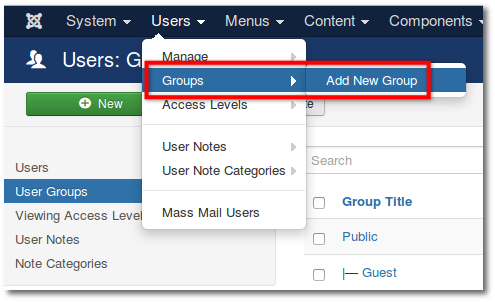 System Users Menus Content Components
Users: G
Manage
Groups
Add New Group
New
Access Levels
Users
User Groups
Viewing Access Level
User Notes
Note Categories
User Notes
User Note Categories
Mass Mail Users
Search
Group Title
Public
|— Guest